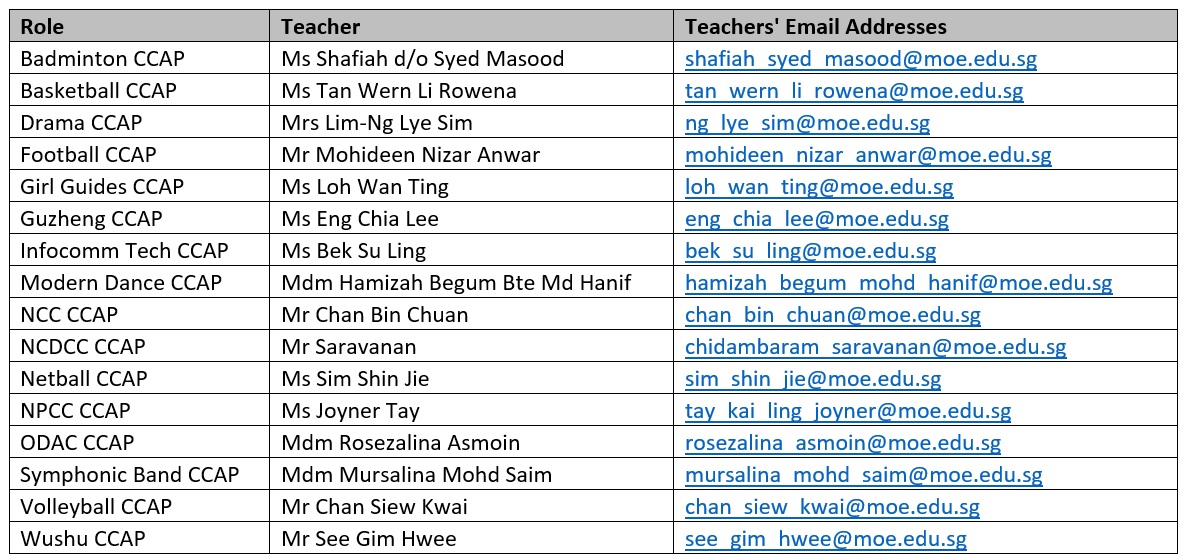 Role Teacher Teachers' Email Addresses
Badminton CCAP Ms Shafiah d/o Syed Masood shafiah_syed_masood@moe.edu.sg
Basketball CCAP Ms Tan Wern Li Rowena tan_wern_li_rowena@moe.edu.sg
Drama CCAP Mrs Lim-Ng Lye Sim ng_lye_sim@moe.edu.sg
Football CCAP Mr Mohideen Nizar Anwar mohideen_nizar_anwar@moe.edu.sg
Girl Guides CCAP Ms Loh Wan Ting loh_wan_ting@moe.edu.sg
Guzheng CCAP Ms Eng Chia Lee eng_chia_lee@moe.edu.sg
Infocomm Tech CCAP Ms Bek Su Ling bek_su_ling@moe.edu.sg
Modern Dance CCAP Mdm Hamizah Begum Bte Md Hanif hamizah_begum_mohd_hanif@moe.edu.sg
NCC CCAP Mr Chan Bin Chuan chan_bin_chuan@moe.edu.sg
NCDCC CCAP Mr Saravanan chidambaram_saravanan@moe.edu.sg
Netball CCAP Ms Sim Shin Jie sim_shin_jie@moe.edu.sg
NPCC CCAP Ms Joyner Tay tay_kai_ling_joyner@moe.edu.sg
ODAC CCAP Mdm Rosezalina Asmoin rosezalina_asmoin@moe.edu.sg
Symphonic Band CCAP Mdm Mursalina Mohd Saim mursalina_mohd_saim@moe.edu.sg
Volleyball CCAP Mr Chan Siew Kwai chan_siew_kwai@moe.edu.sg
Wushu CCAP Mr See Gim Hwee see_gim_hwee@moe.edu.sg